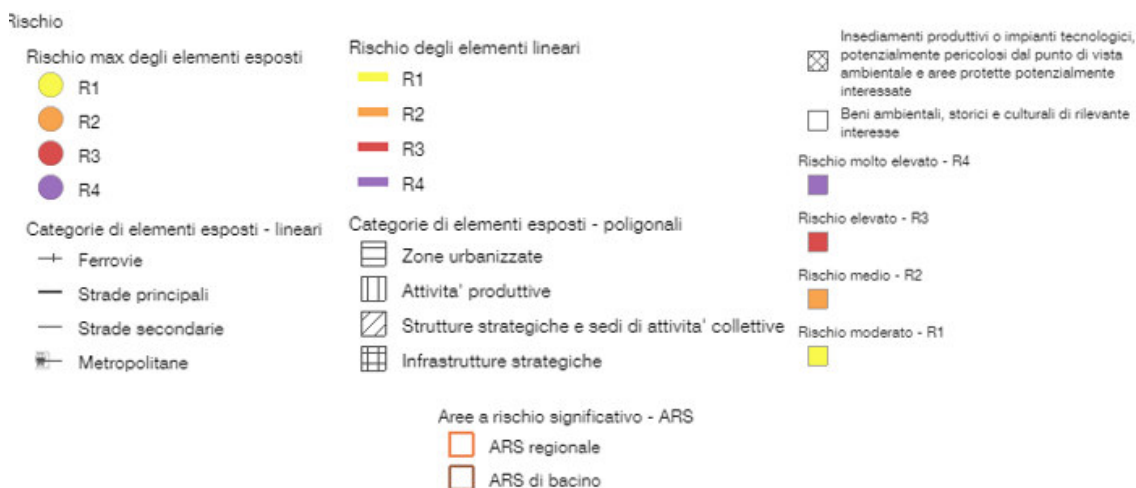 Rischio
Rischio max degli elementi esposti
R1
R2
R3
R4
Categorie di elementi esposti - lineari
Ferrovie
Strade principali
Strade secondarie
Metropolitane
Rischio degli elementi lineari
R1
R2
R3
R4
Categorie di elementi esposti - poligonali
Zone urbanizzate
Attivita' produttive
Strutture strategiche e sedi di attivita' collettive
Infrastrutture strategiche
Insediamenti produttivi o impianti tecnologici,
potenzialmente pericolosi dal punto di vista
ambientale e aree protette potenzialmente
interessate
Beni ambientali, storici e culturali di rilevante
interesse
Rischio molto elevato - R4
Rischio elevato - R3
Rischio medio - R2
Rischio moderato - R1
Aree a rischio significativo - ARS
ARS regionale
ARS di bacino